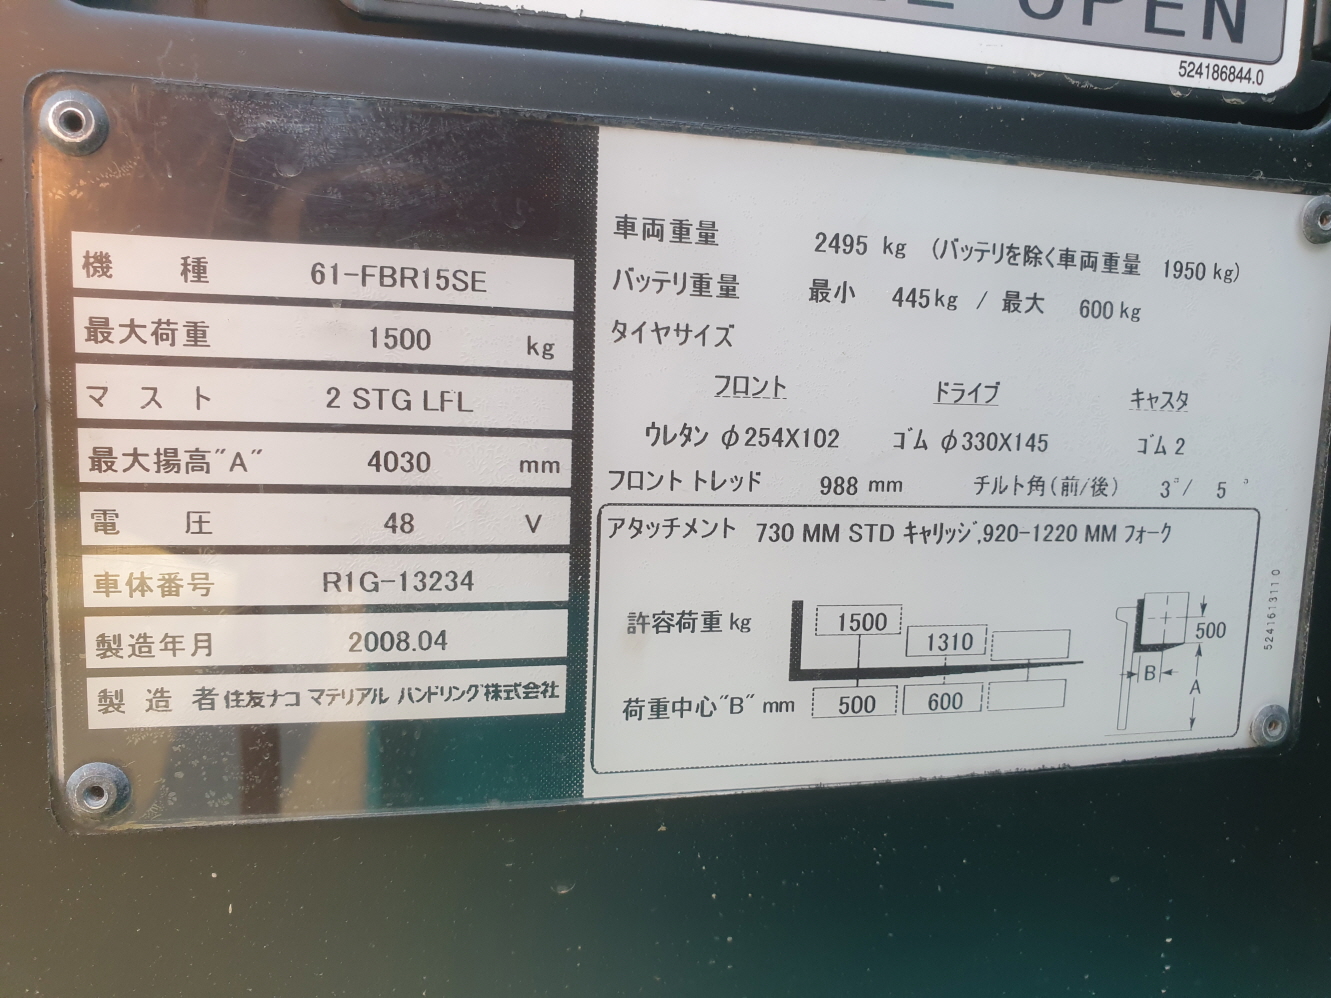 OPEN
524186844.0
機 種 61-FBR15SE
最大荷重 1500 kg
マスト 2 STG LFL
最大揚高"A" 4030 mm
電 圧 48 V
車体番号 R1G-13234
製造年月 2008.04
製造者 住友ナコ マテリアル ハンドリング株式会社
車両重量 2495 kg (バッテリを除く車両重量 1950 kg)
バッテリ重量 最小 445kg / 最大 600kg
タイヤサイズ
フロント ドライブ キャスタ
ウレタン φ254X102 ゴム φ330X145 ゴム 2
フロント トレッド 988 mm チルト角(前/後) 3°/ 5°
アタッチメント 730 MM STD キャリッジ,920-1220 MM フォーク
許容荷重 kg 1500 1310
荷重中心"B" mm 500 600
500
B
A
524161311 0